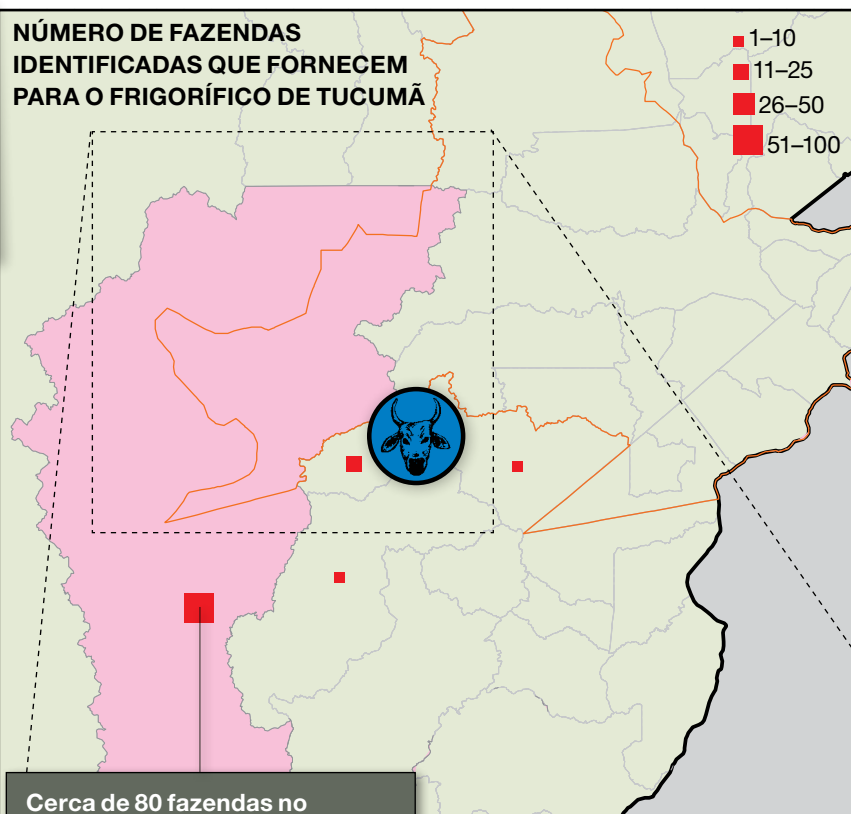 NÚMERO DE FAZENDAS
IDENTIFICADAS QUE FORNECEM
PARA O FRIGORÍFICO DE TUCUMÃ
1–10
11–25
26–50
51–100
Cerca de 80 fazendas no